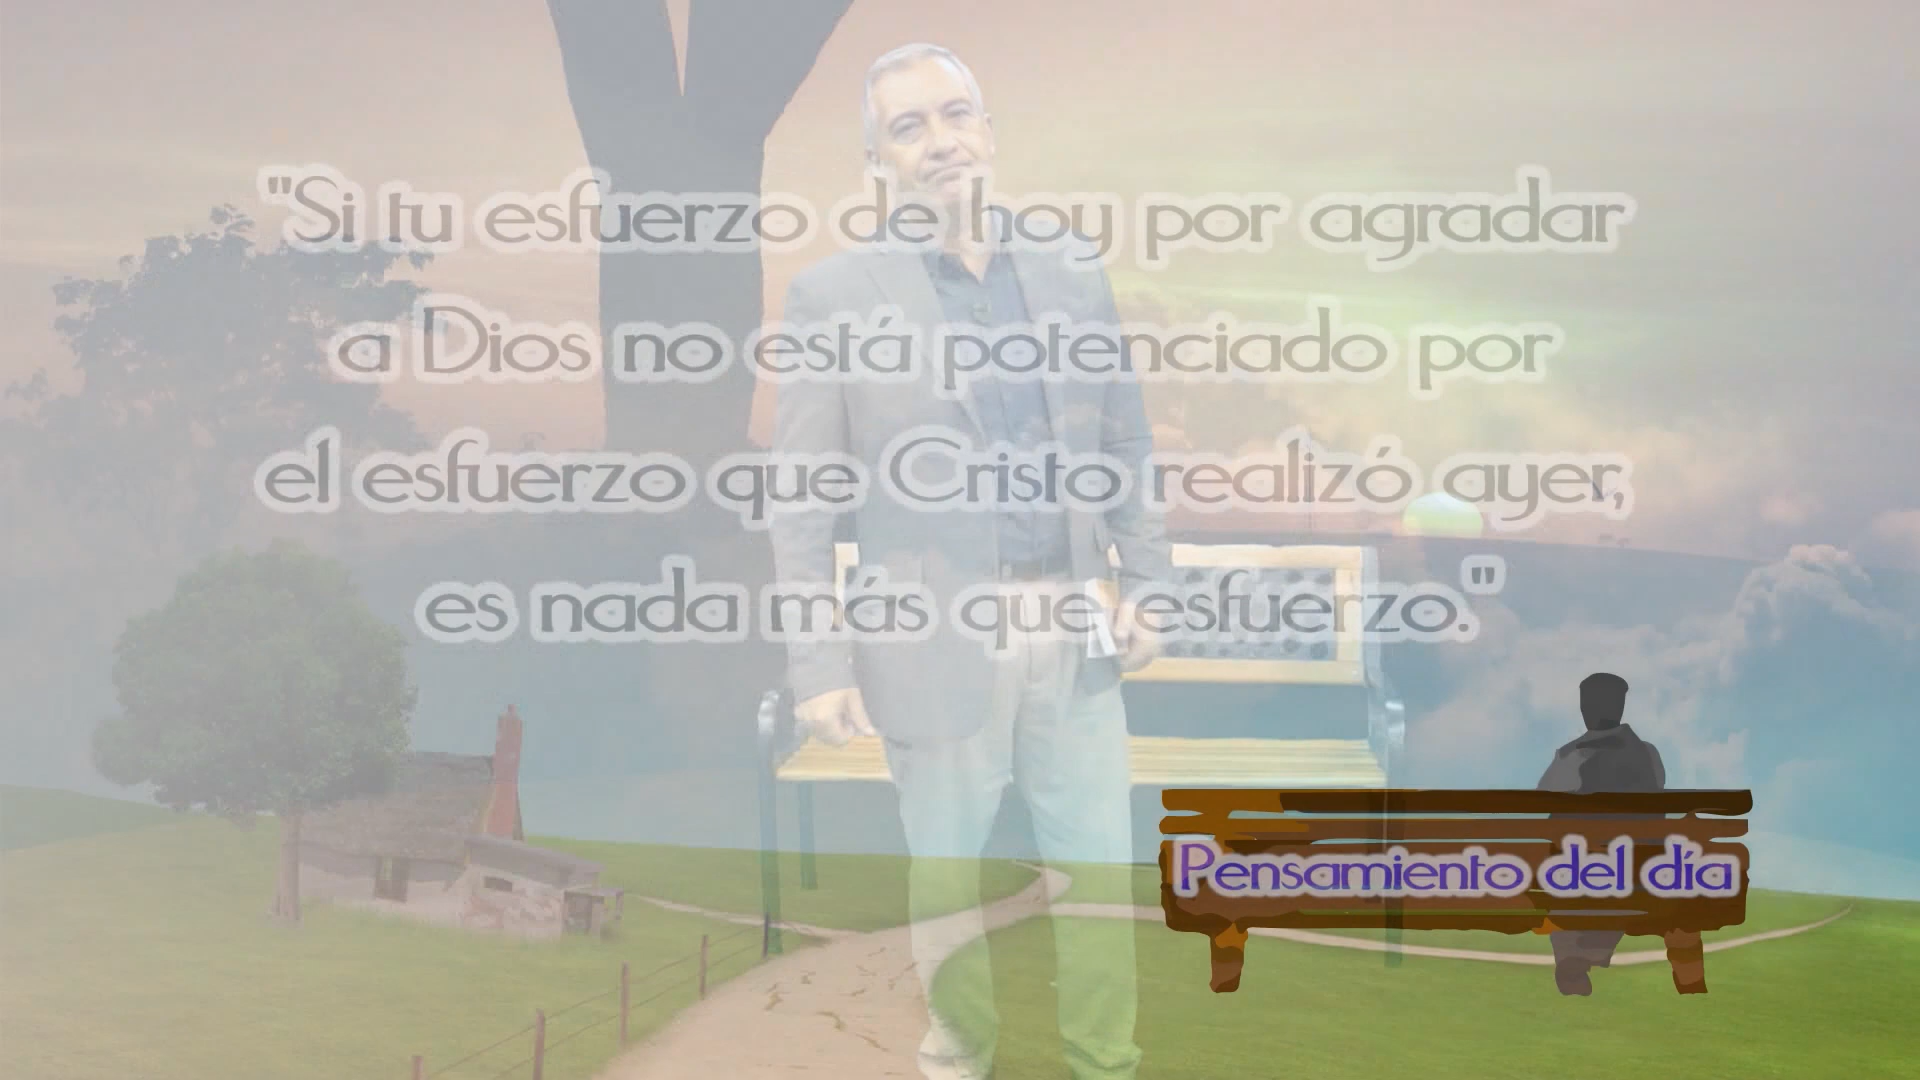 "Si tu esfuerzo de hoy por agradar
a Dios no está potenciado por
el esfuerzo que Cristo realizó ayer,
es nada más que esfuerzo."
Pensamiento del día